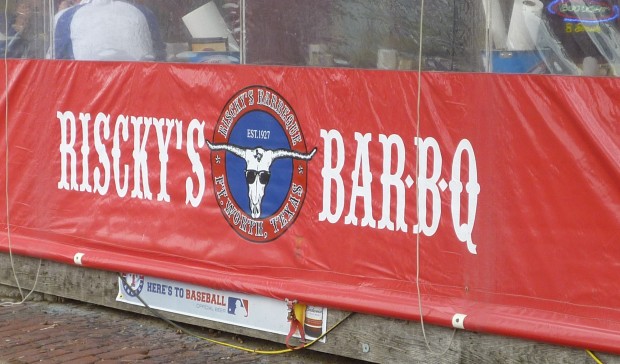 RISCKY'S BAR·B·Q
RISCKY'S BARBEQUE
EST. 1927
FT. WORTH, TEXAS
HERE'S TO BASEBALL